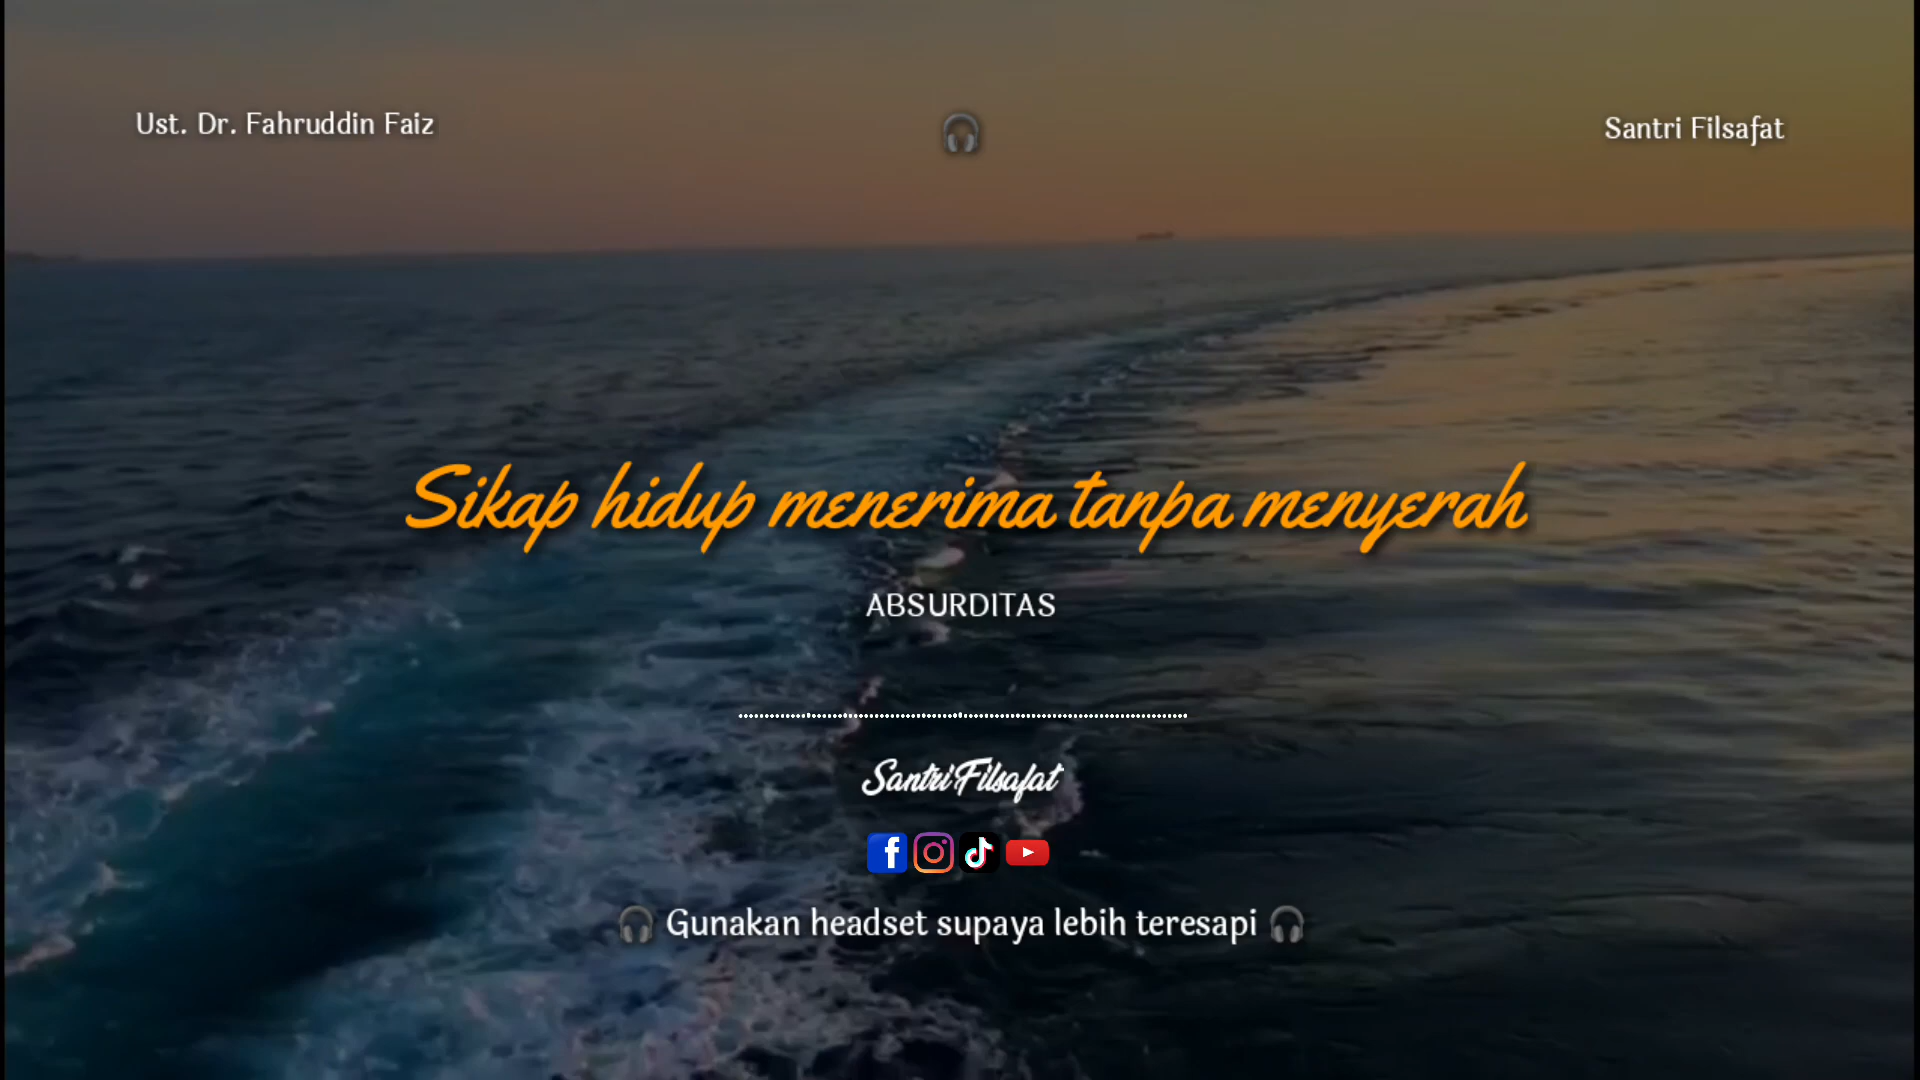 Ust. Dr. Fahruddin Faiz
Santri Filsafat
Sikap hidup menerima tanpa menyerah
ABSURDITAS
Santri Filsafat
Gunakan headset supaya lebih teresapi